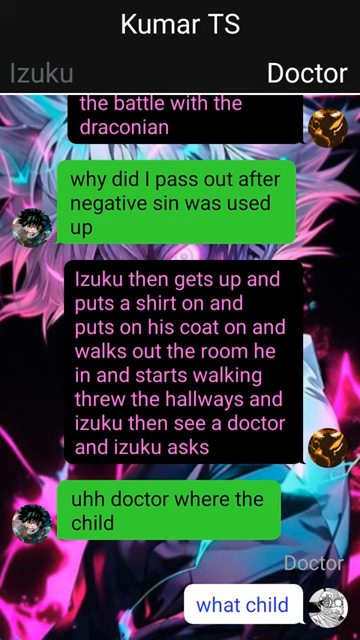 Kumar TS
Izuku
Doctor
the battle with the
draconian
why did I pass out after
negative sin was used
up
Izuku then gets up and
puts a shirt on and
puts on his coat on and
walks out the room he
in and starts walking
threw the hallways and
izuku then see a doctor
and izuku asks
uhh doctor where the
child
Doctor
what child